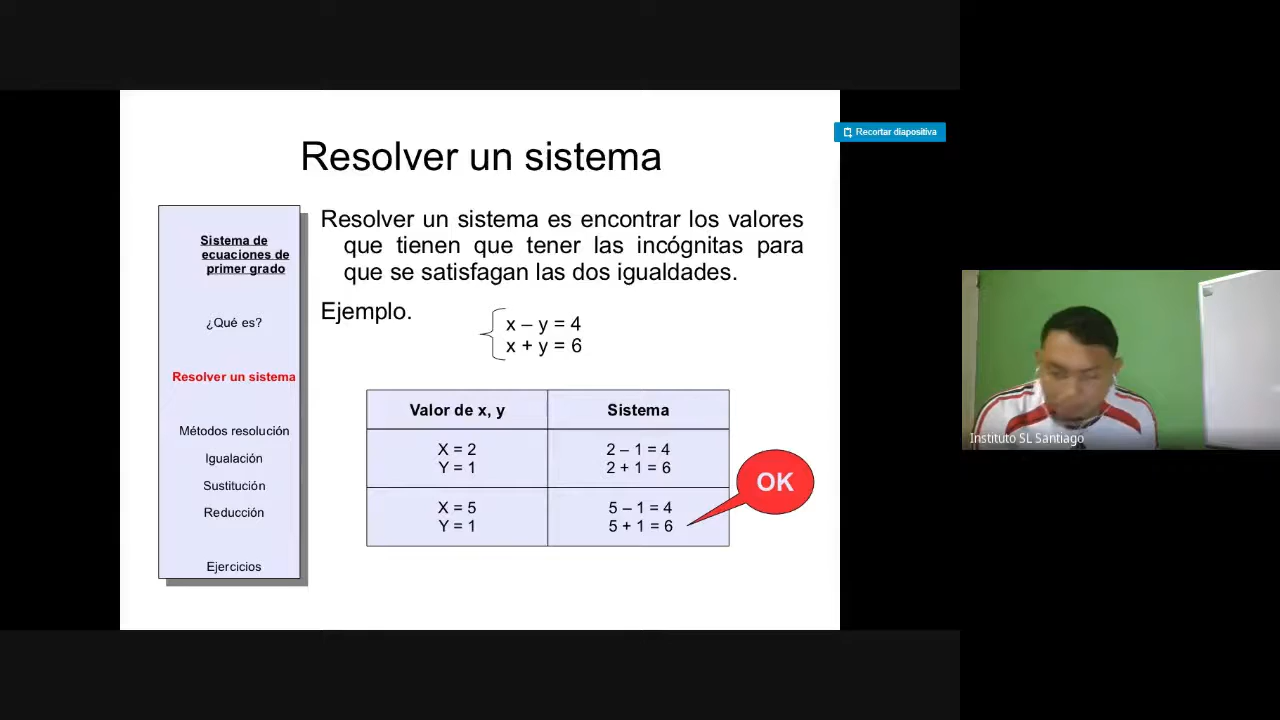 Resolver un sistema
Recortar diapositiva
Sistema de
ecuaciones de
primer grado
¿Qué es?
Resolver un sistema
Métodos resolución
Igualación
Sustitución
Reducción
Ejercicios
Resolver un sistema es encontrar los valores
que tienen que tener las incógnitas para
que se satisfagan las dos igualdades.
Ejemplo.
x – y = 4
x + y = 6
Valor de x, y
Sistema
X = 2
Y = 1
2 – 1 = 4
2 + 1 = 6
X = 5
Y = 1
5 – 1 = 4
5 + 1 = 6
OK
Instituto SL Santiago